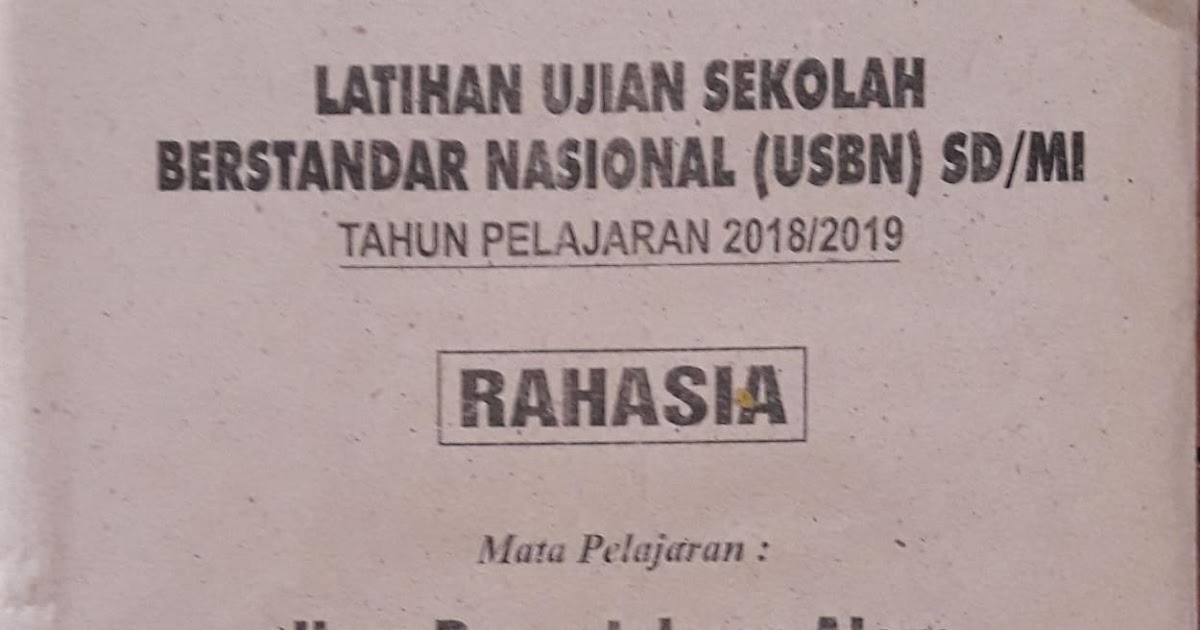 LATIHAN UJIAN SEKOLAH
BERSTANDAR NASIONAL (USBN) SD/MI
TAHUN PELAJARAN 2018/2019
RAHASIA
Mata Pelajaran :